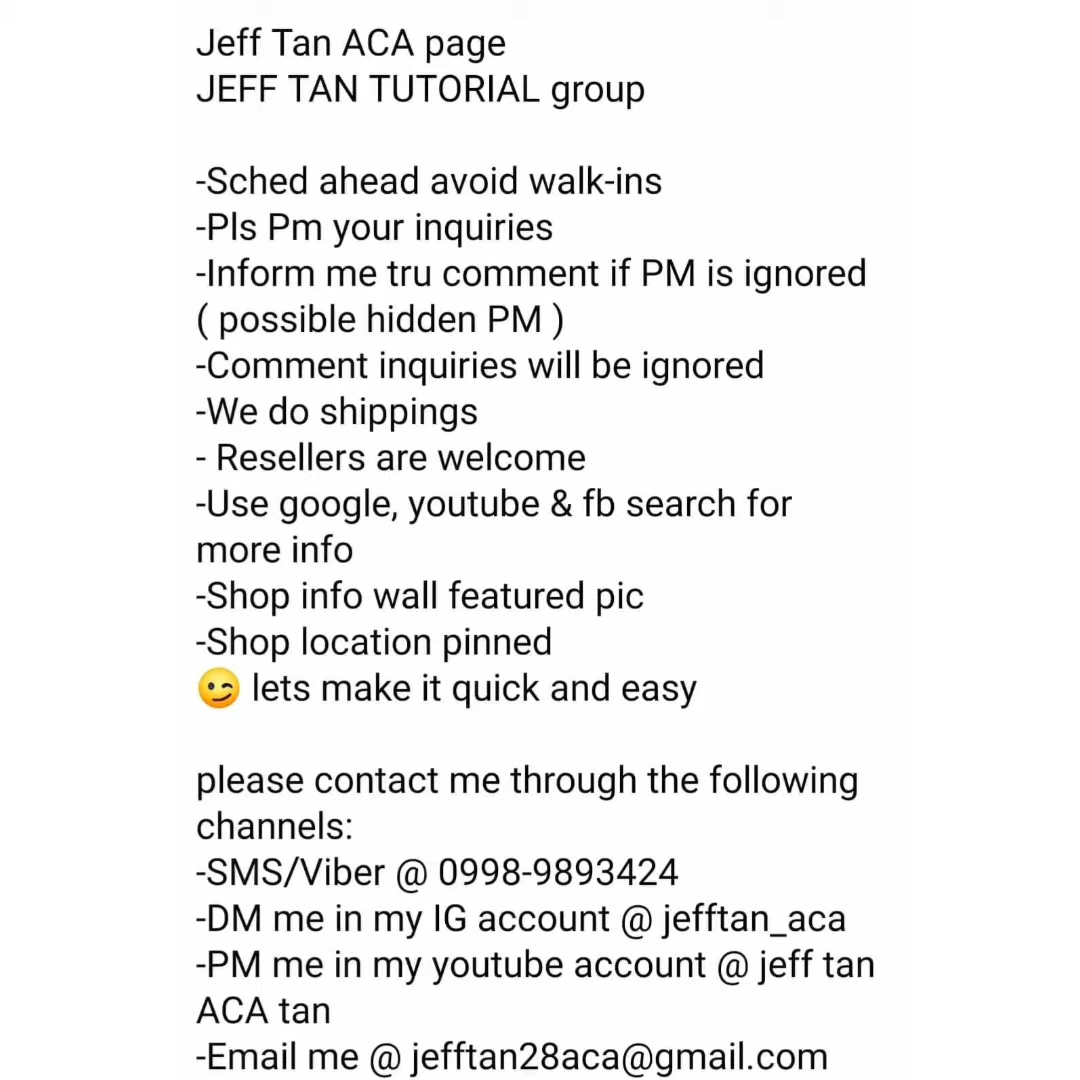 Jeff Tan ACA page
JEFF TAN TUTORIAL group
-Sched ahead avoid walk-ins
-Pls Pm your inquiries
-Inform me tru comment if PM is ignored
( possible hidden PM )
-Comment inquiries will be ignored
-We do shippings
- Resellers are welcome
-Use google, youtube & fb search for
more info
-Shop info wall featured pic
-Shop location pinned
😉 lets make it quick and easy
please contact me through the following
channels:
-SMS/Viber @ 0998-9893424
-DM me in my IG account @ jefftan_aca
-PM me in my youtube account @ jeff tan
ACA tan
-Email me @ jefftan28aca@gmail.com